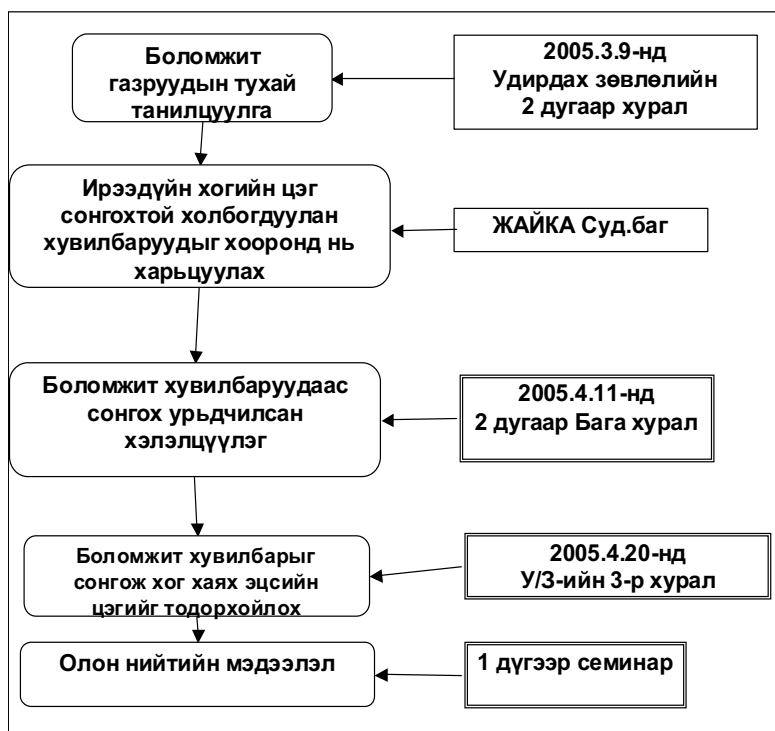 Боломжит
газруудын тухай
танилцуулга
2005.3.9-нд
Удирдах зөвлөлийн
2 дугаар хурал
Ирээдүйн хогийн цэг
сонгохтой холбогдуулан
хувилбаруудыг хооронд нь
харьцуулах
ЖАЙКА Суд.баг
Боломжит хувилбаруудаас
сонгох урьдчилсан
хэлэлцүүлэг
2005.4.11-нд
2 дугаар Бага хурал
Боломжит хувилбарыг
сонгож хог хаях эцсийн
цэгийг тодорхойлох
2005.4.20-нд
У/З-ийн 3-р хурал
Олон нийтийн мэдээлэл
1 дүгээр семинар